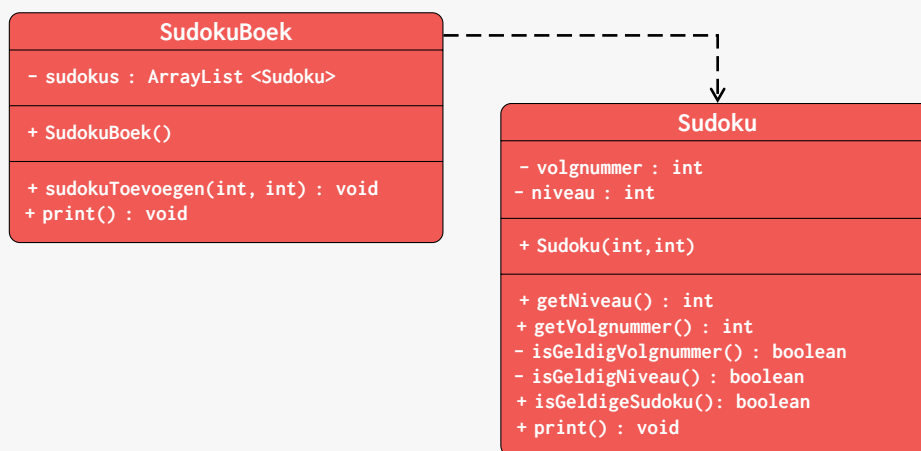 SudokuBoek
- sudokus : ArrayList <Sudoku>
+ SudokuBoek()
+ sudokuToevoegen(int, int) : void
+ print() : void
Sudoku
- volgnummer : int
- niveau : int
+ Sudoku(int,int)
+ getNiveau() : int
+ getVolgnummer() : int
- isGeldigVolgnummer() : boolean
- isGeldigNiveau() : boolean
+ isGeldigeSudoku(): boolean
+ print() : void